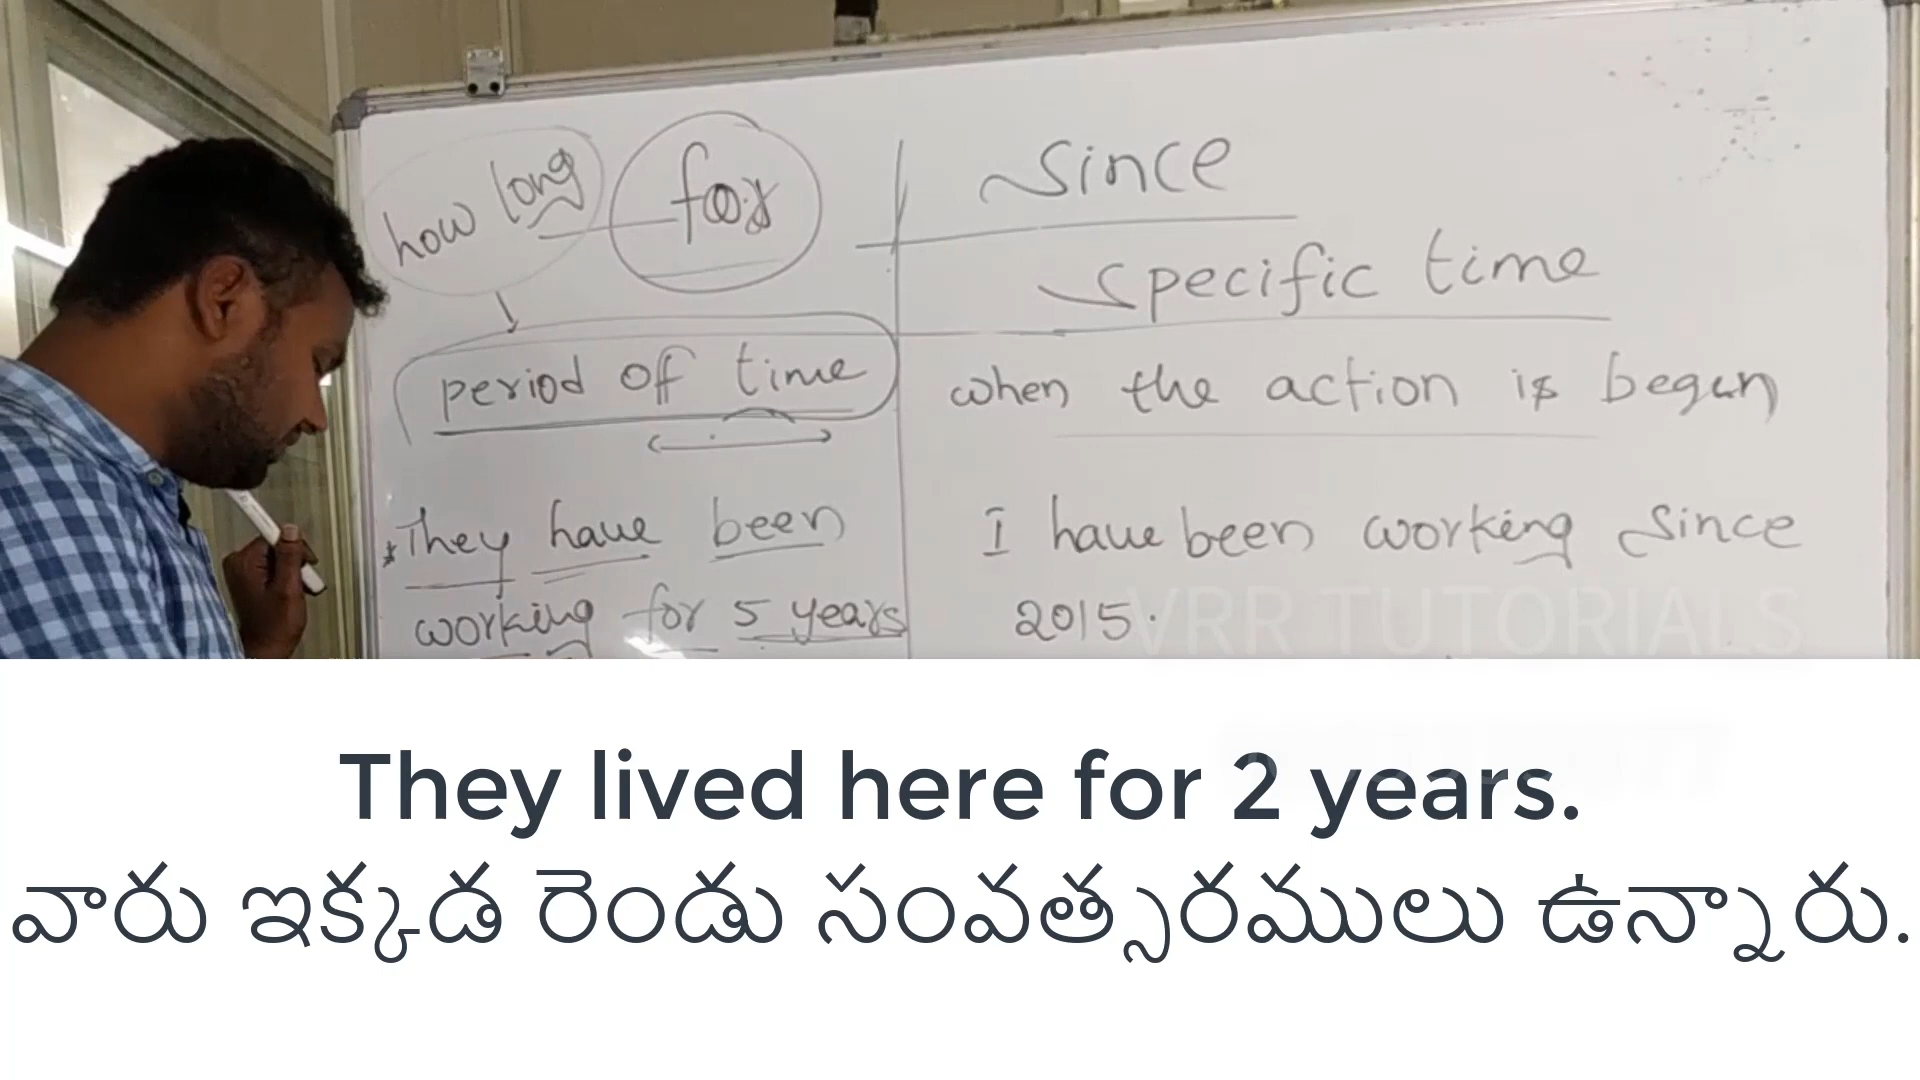 how long for
since
specific time
period of time
when the action is begun
*They have been
working for 5 years
I have been working since
2015.
VRR TUTORIALS
They lived here for 2 years.
వారు ఇక్కడ రెండు సంవత్సరములు ఉన్నారు.